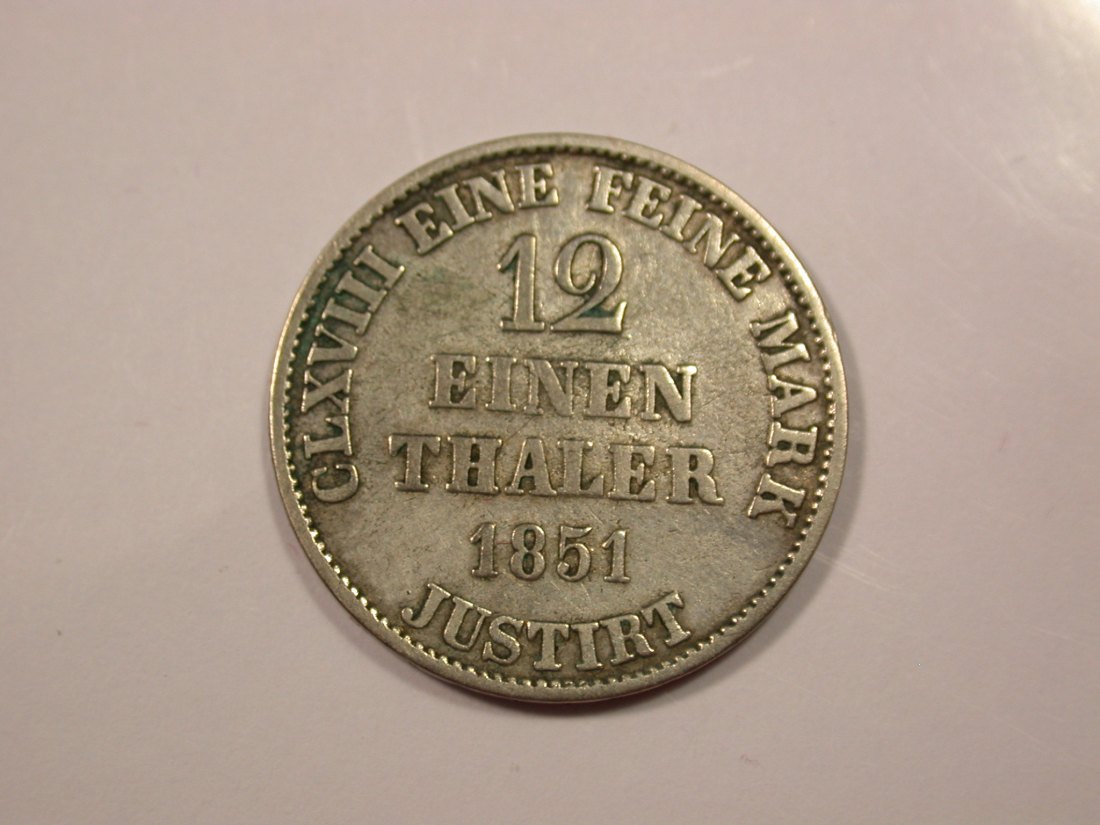 CLXVIII EINE FEINE MARK
12
EINEN
THALER
1851
JUSTIRT